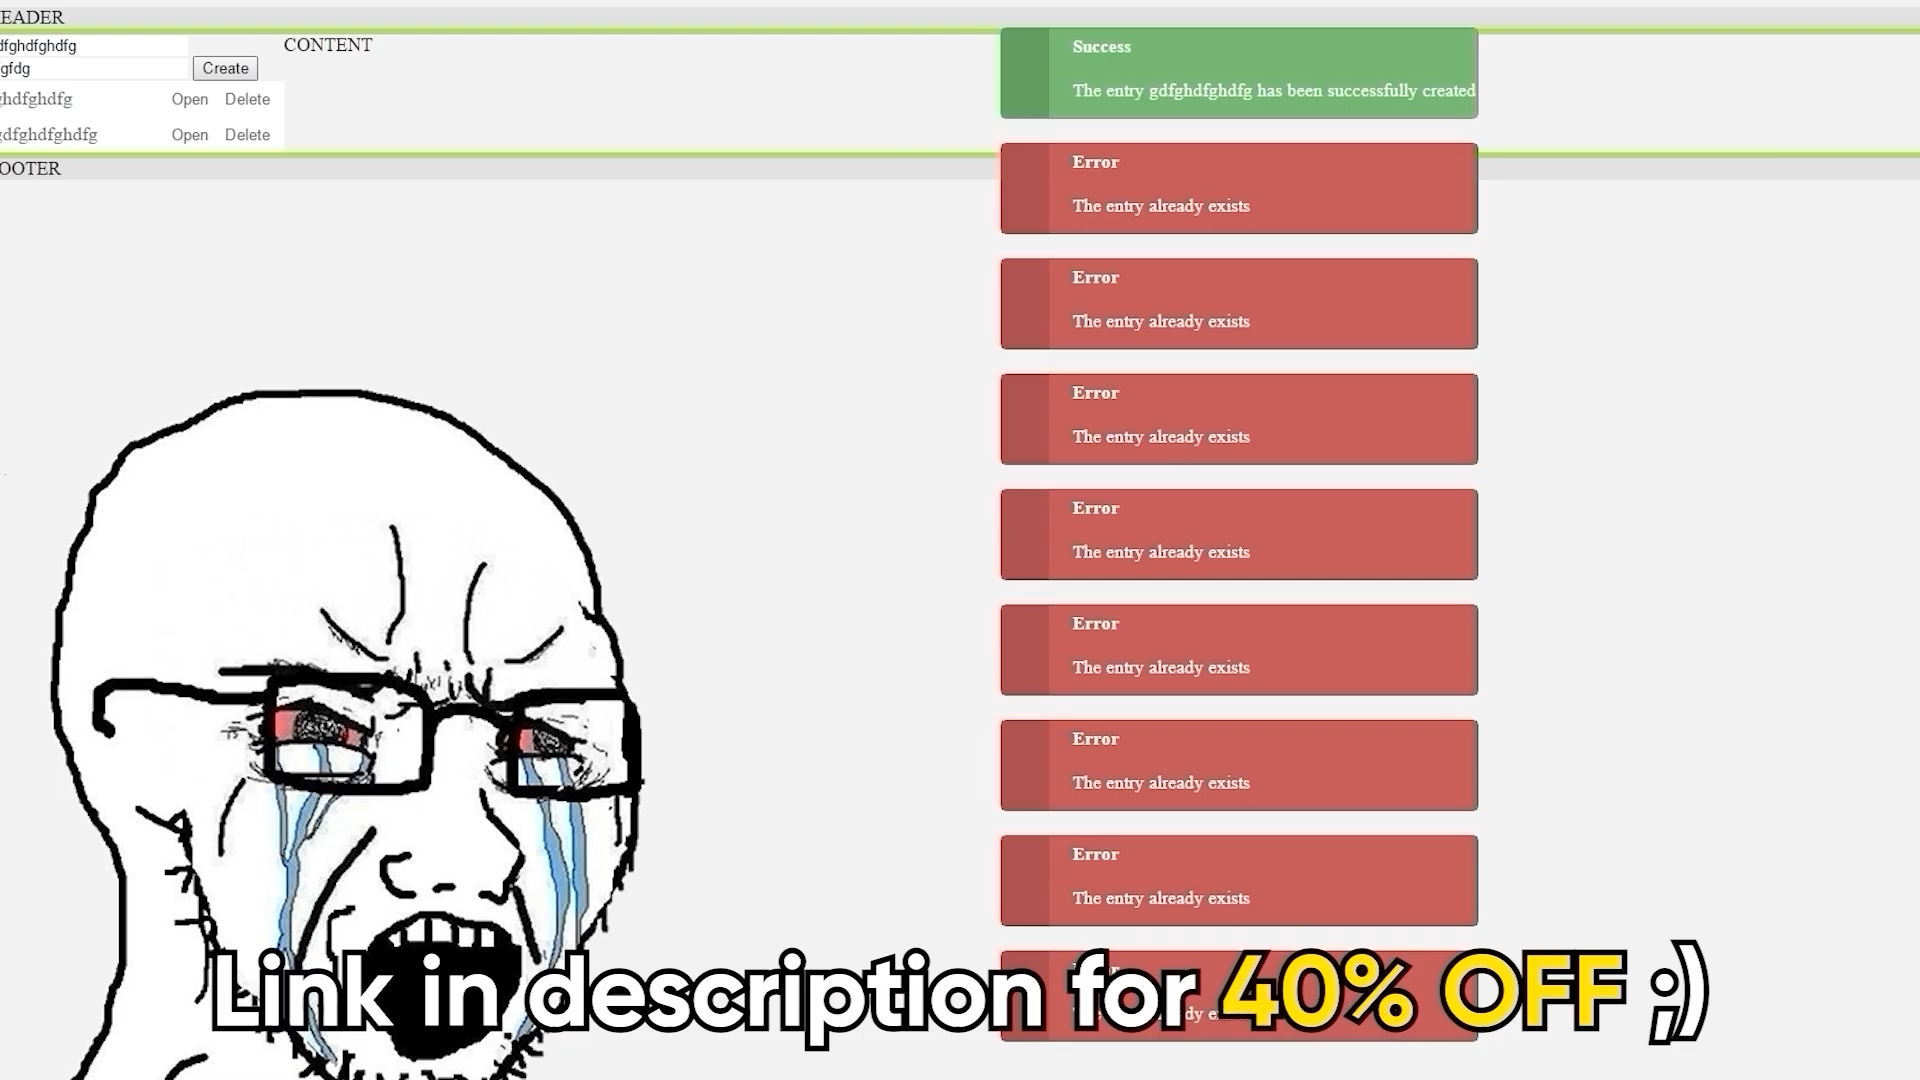 EADER
dfghdfghdfg
CONTENT
gfdg
Create
ghdfghdfg
Open
Delete
gdfghdfghdfg
Open
Delete
OOTER
Success
The entry gdfghdfghdfg has been successfully created
Error
The entry already exists
Error
The entry already exists
Error
The entry already exists
Error
The entry already exists
Error
The entry already exists
Error
The entry already exists
Error
The entry already exists
Link in description for 40% OFF ;)